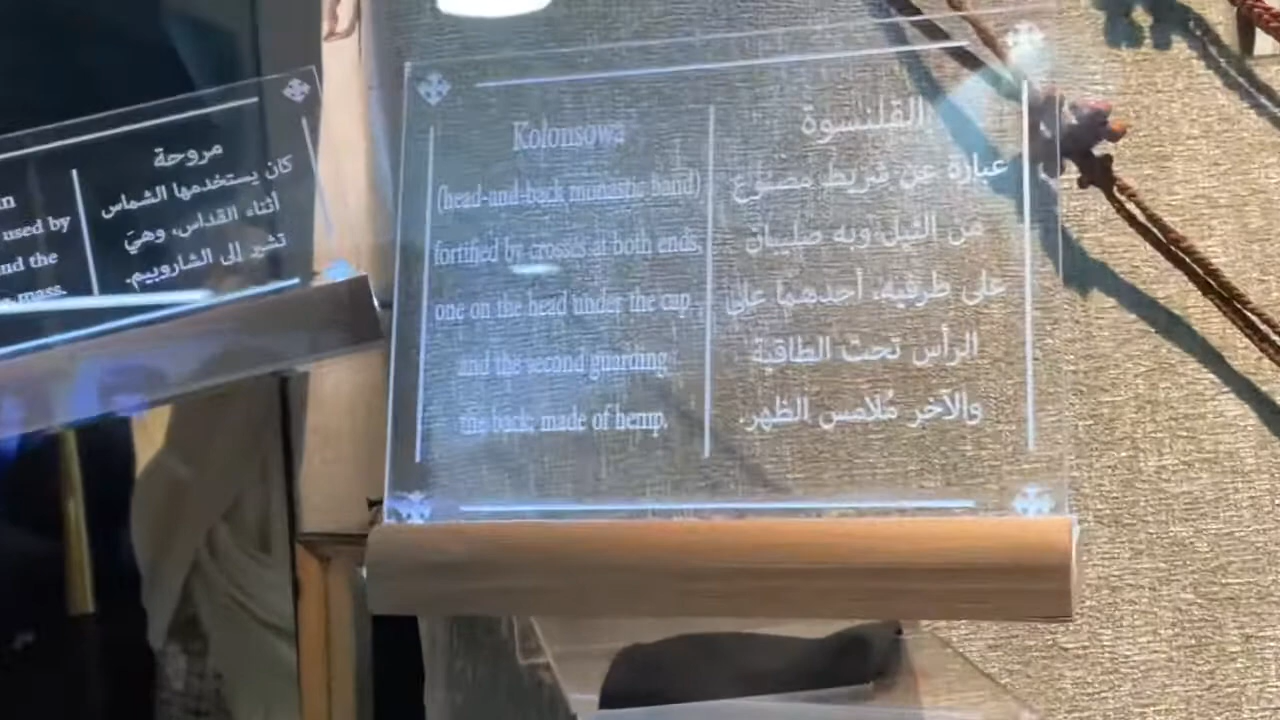 مروحة
كان يستخدمها الشماس
أثناء القداس، وهيَ
تشير إلى الشاروبيم.
used by
and the
mass.
Kolonsowa
(head-and-back monastic band)
fortified by crosses at both ends,
one on the head under the cap,
and the second guarding
the back; made of hemp.
القلنسوة
عبارة عن شريط مصنوع
من التيل وبه صليبان
على طرفيه، أحدهما على
الرأس تحت الطاقية
والآخر مُلامس الظهر.